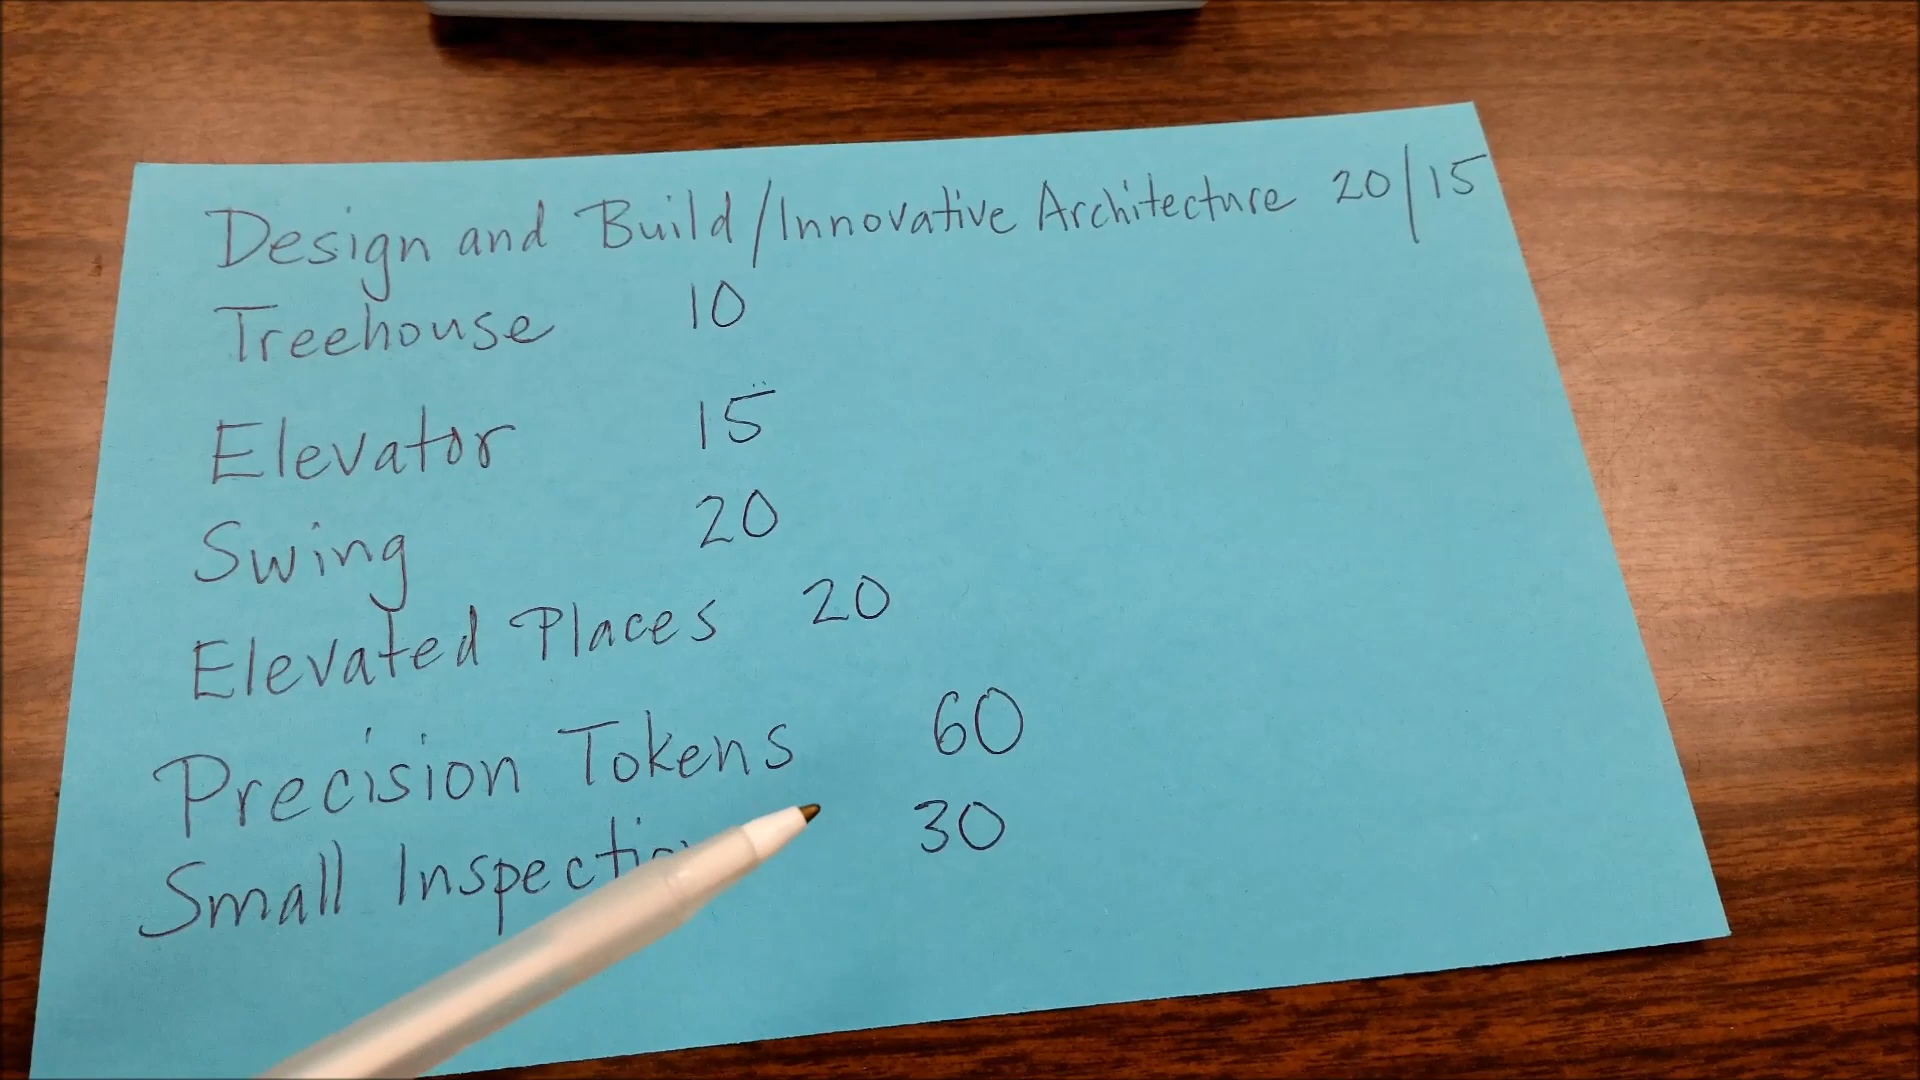 Design and Build/Innovative Architecture 20/15
Treehouse 10
Elevator 15
Swing 20
Elevated Places 20
Precision Tokens 60
Small 30